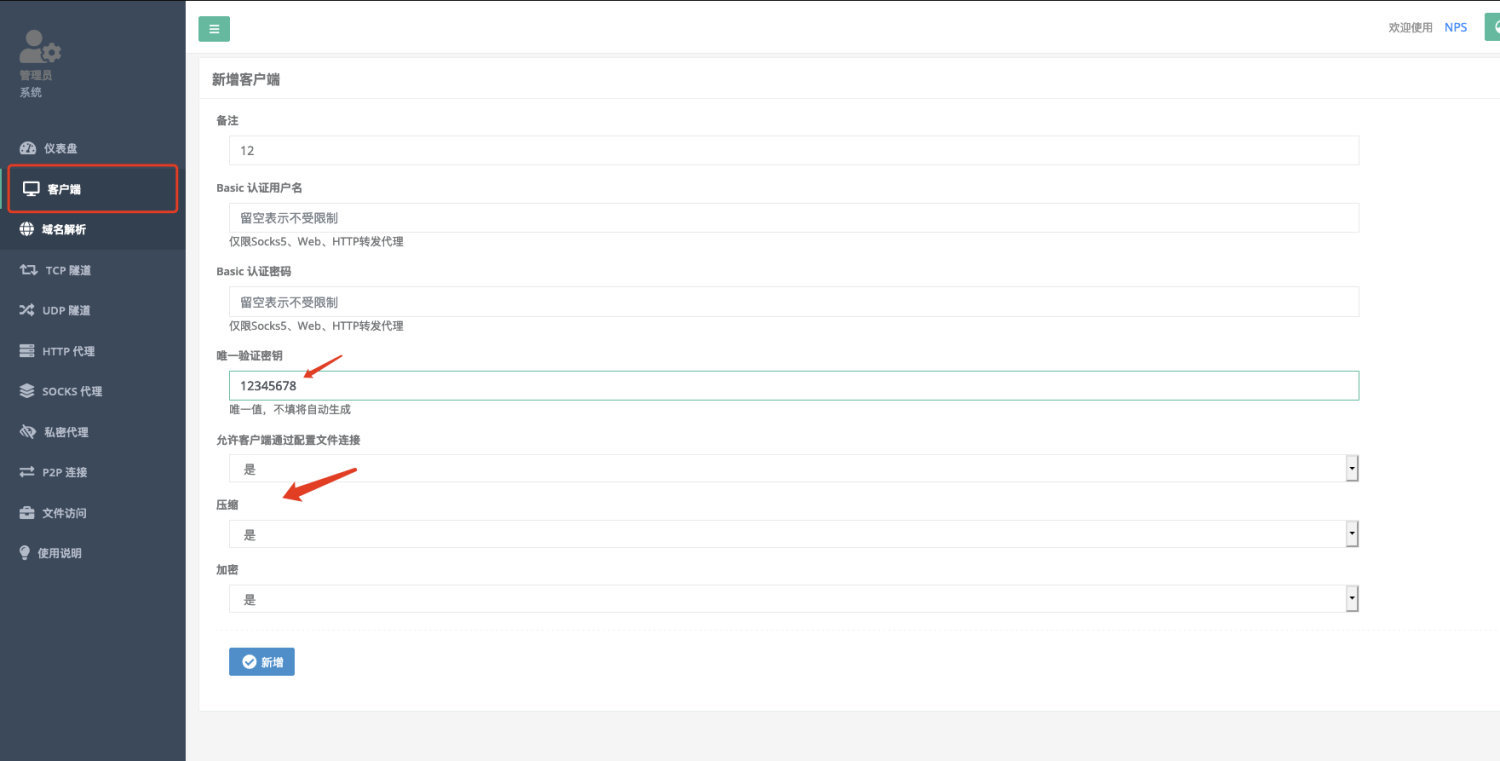 管理员
系统
仪表盘
客户端
域名解析
TCP 隧道
UDP 隧道
HTTP 代理
SOCKS 代理
私密代理
P2P 连接
文件访问
使用说明
欢迎使用 NPS
新增客户端
备注
12
Basic 认证用户名
留空表示不受限制
仅限Socks5、Web、HTTP转发代理
Basic 认证密码
留空表示不受限制
仅限Socks5、Web、HTTP转发代理
唯一验证密钥
12345678
唯一值，不填将自动生成
允许客户端通过配置文件连接
是
压缩
是
加密
是
新增